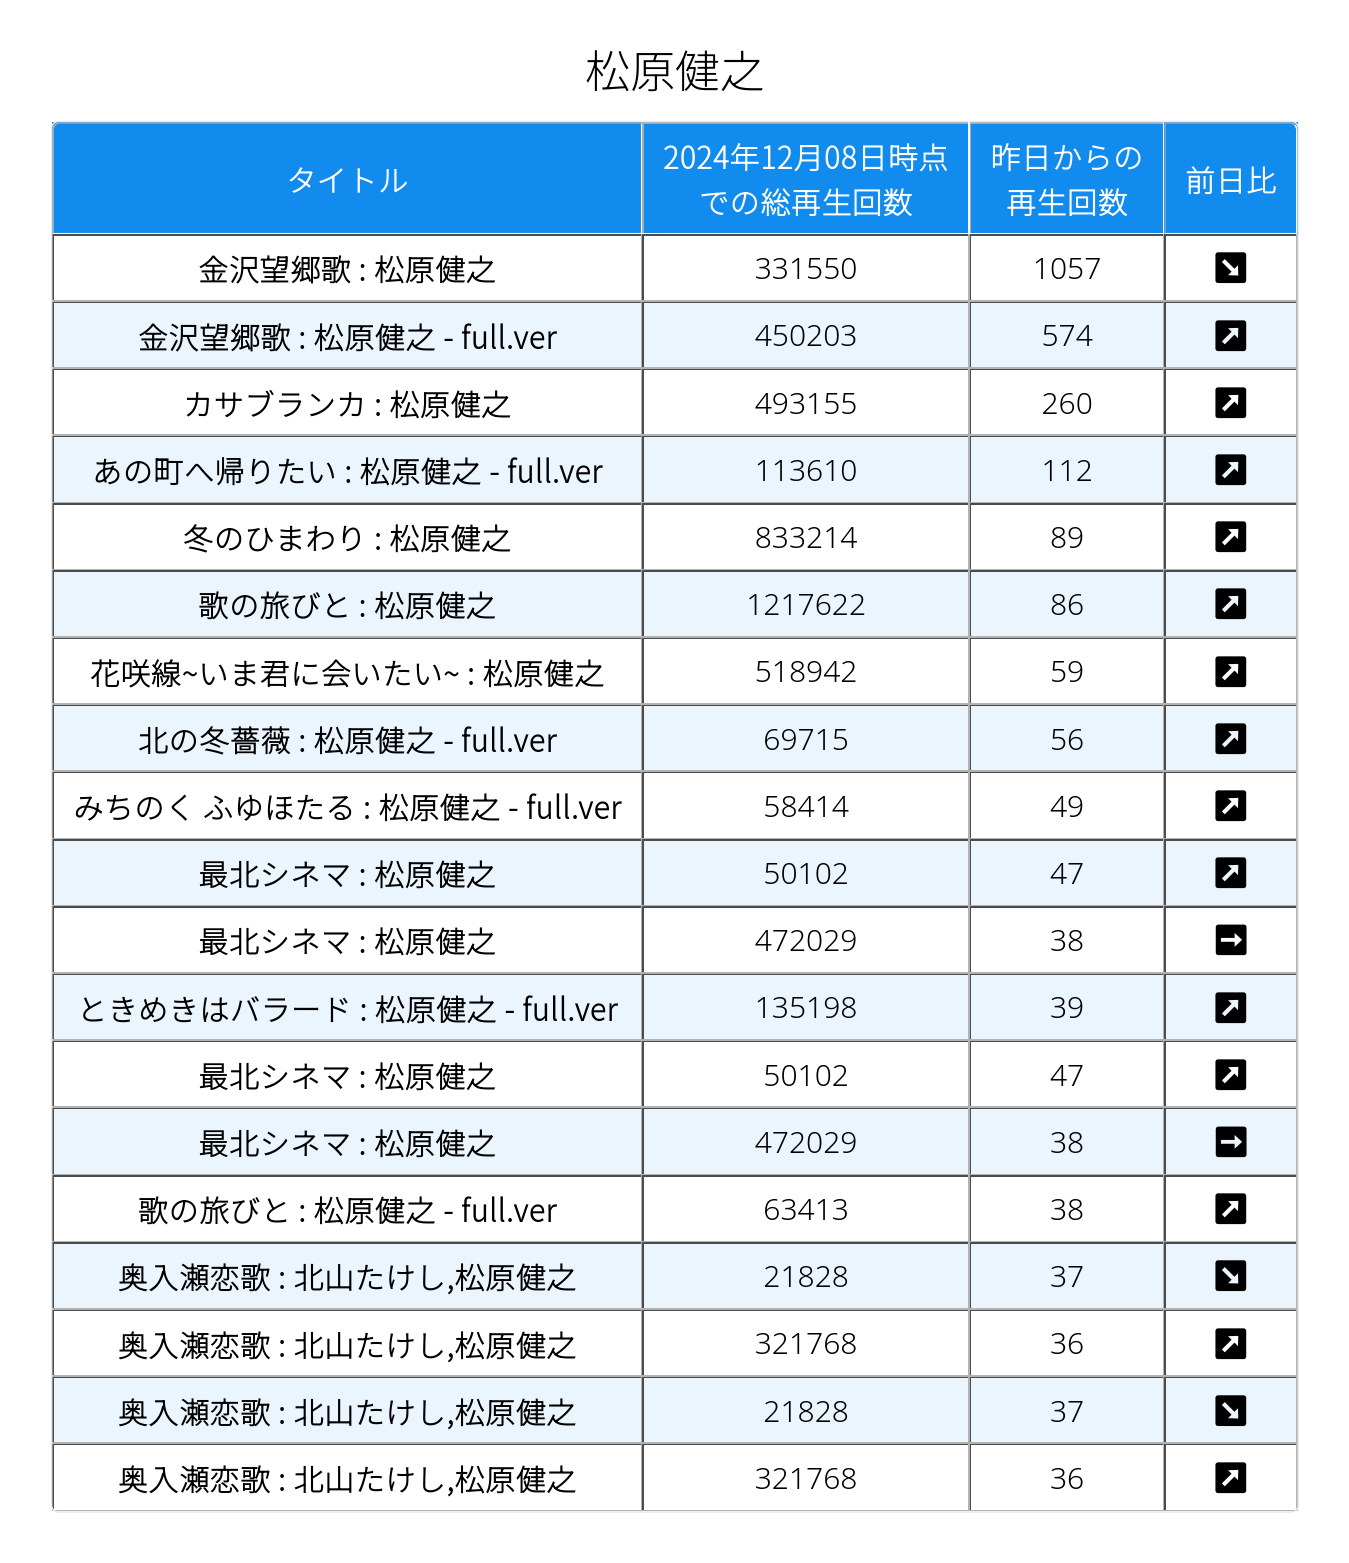 松原健之
タイトル 2024年12月08日時点での総再生回数 昨日からの再生回数 前日比
金沢望郷歌 : 松原健之 331550 1057 ↘
金沢望郷歌 : 松原健之 - full.ver 450203 574 ↗
カサブランカ : 松原健之 493155 260 ↗
あの町へ帰りたい : 松原健之 - full.ver 113610 112 ↗
冬のひまわり : 松原健之 833214 89 ↗
歌の旅びと : 松原健之 1217622 86 ↗
花咲線~いま君に会いたい~ : 松原健之 518942 59 ↗
北の冬薔薇 : 松原健之 - full.ver 69715 56 ↗
みちのく ふゆほたる : 松原健之 - full.ver 58414 49 ↗
最北シネマ : 松原健之 50102 47 ↗
最北シネマ : 松原健之 472029 38 →
ときめきはバラード : 松原健之 - full.ver 135198 39 ↗
最北シネマ : 松原健之 50102 47 ↗
最北シネマ : 松原健之 472029 38 →
歌の旅びと : 松原健之 - full.ver 63413 38 ↗
奥入瀬恋歌 : 北山たけし,松原健之 21828 37 ↘
奥入瀬恋歌 : 北山たけし,松原健之 321768 36 ↗
奥入瀬恋歌 : 北山たけし,松原健之 21828 37 ↘
奥入瀬恋歌 : 北山たけし,松原健之 321768 36 ↗